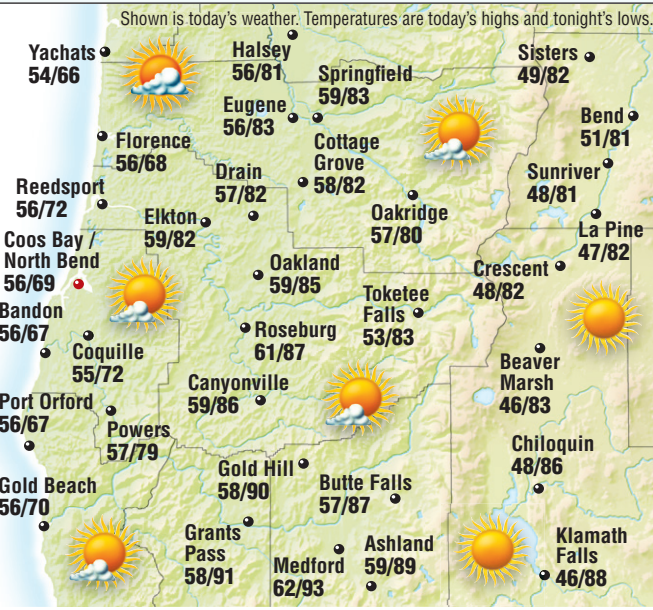 Shown is today's weather. Temperatures are today's highs and tonight's lows.
Yachats
54/66
Halsey
56/81
Springfield
59/83
Sisters
49/82
Eugene
56/83
Bend
51/81
Florence
56/68
Cottage
Grove
58/82
Drain
57/82
Sunriver
48/81
Reedsport
56/72
Elkton
59/82
Oakridge
57/80
La Pine
47/82
Coos Bay /
North Bend
56/69
Oakland
59/85
Crescent
48/82
Toketee
Falls
53/83
Bandon
56/67
Roseburg
61/87
Coquille
55/72
Beaver
Marsh
46/83
Canyonville
59/86
Port Orford
56/67
Powers
57/79
Chiloquin
48/86
Gold Hill
58/90
Butte Falls
57/87
Gold Beach
56/70
Grants
Pass
58/91
Medford
62/93
Ashland
59/89
Klamath
Falls
46/88